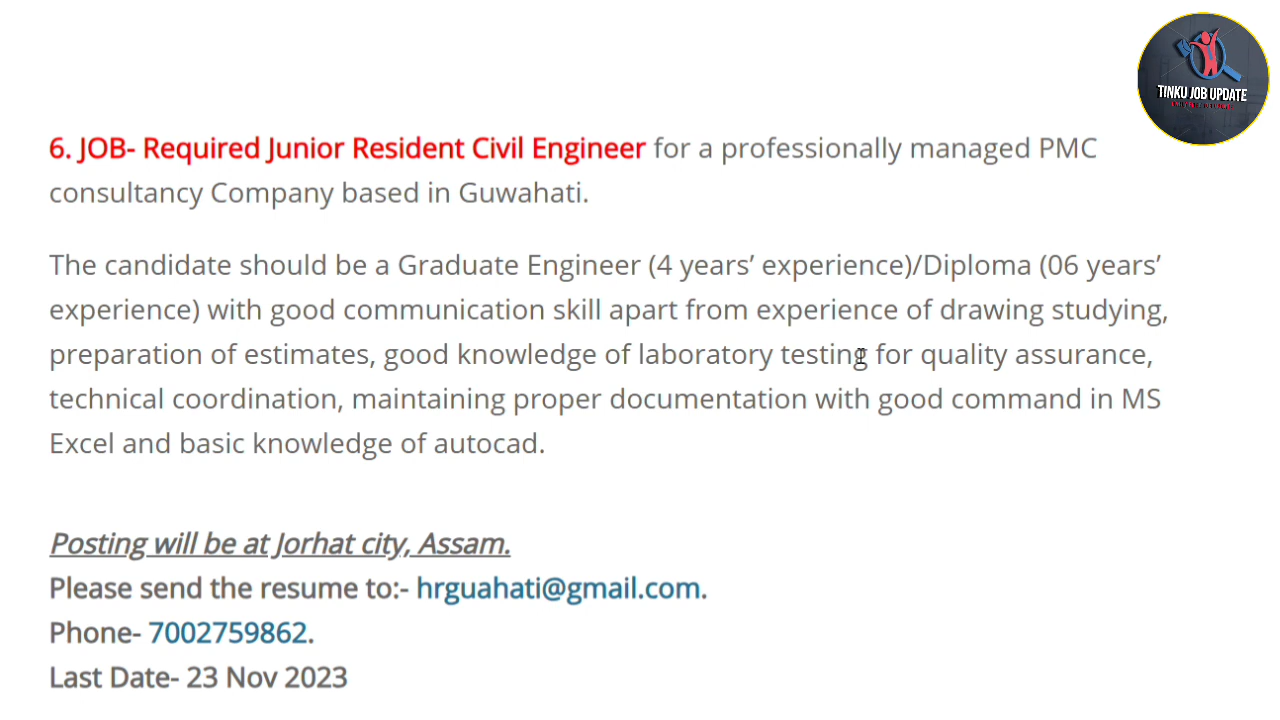 TINKU JOB UPDATE
6. JOB- Required Junior Resident Civil Engineer for a professionally managed PMC
consultancy Company based in Guwahati.
The candidate should be a Graduate Engineer (4 years’ experience)/Diploma (06 years’
experience) with good communication skill apart from experience of drawing studying,
preparation of estimates, good knowledge of laboratory testing for quality assurance,
technical coordination, maintaining proper documentation with good command in MS
Excel and basic knowledge of autocad.
Posting will be at Jorhat city, Assam.
Please send the resume to:- hrguahati@gmail.com.
Phone- 7002759862.
Last Date- 23 Nov 2023